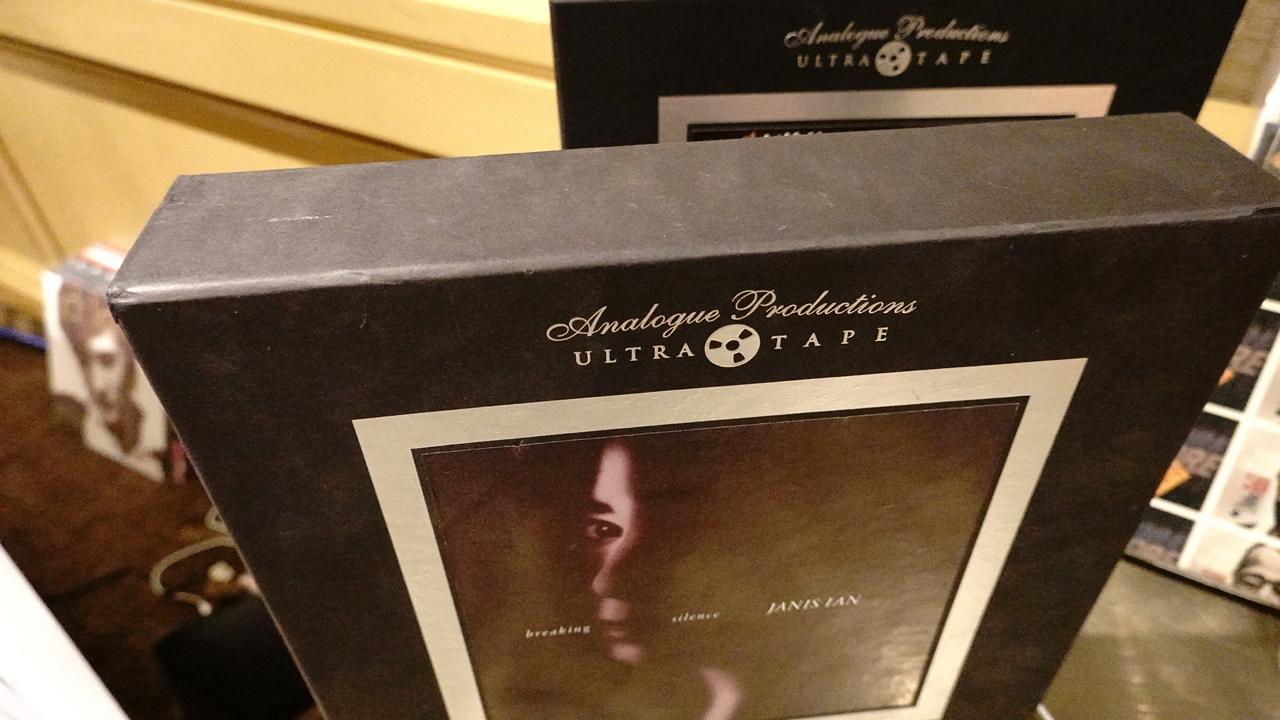 Analogue Productions
ULTRA TAPE
Analogue Productions
ULTRA TAPE
breaking silence JANIS IAN